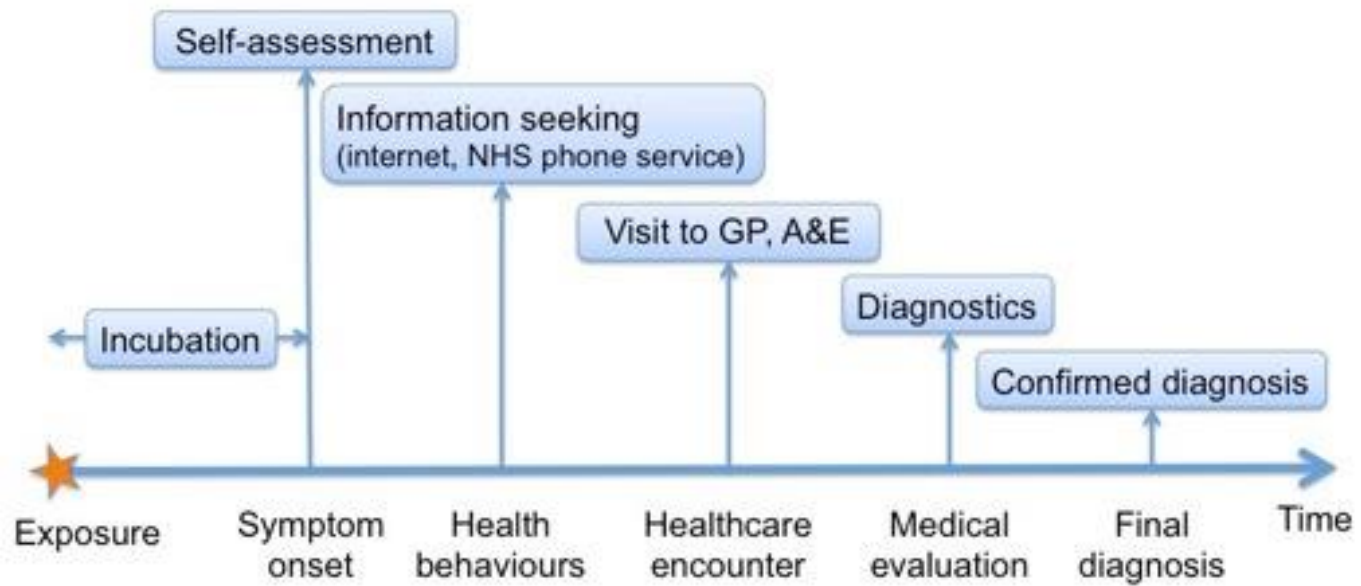 Self-assessment
Information seeking
(internet, NHS phone service)
Visit to GP, A&E
Diagnostics
Incubation
Confirmed diagnosis
Exposure
Symptom
onset
Health
behaviours
Healthcare
encounter
Medical
evaluation
Final
diagnosis
Time